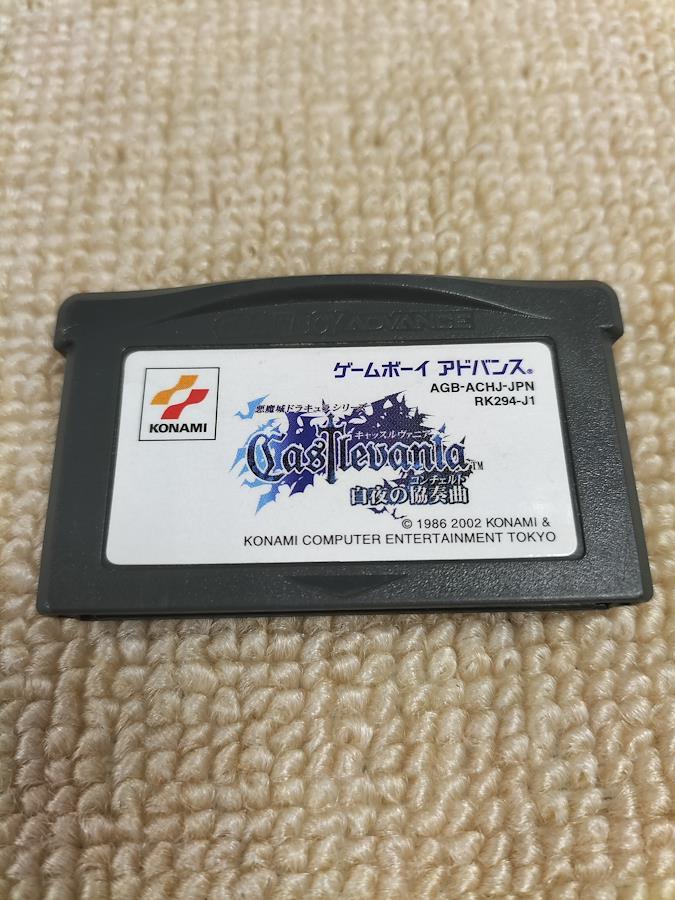 ゲームボーイ アドバンス®
AGB-ACHJ-JPN
RK294-J1
KONAMI
悪魔城ドラキュラシリーズ
キャッスルヴァニア
Castlevania™
コンチェルト
白夜の協奏曲
© 1986 2002 KONAMI &
KONAMI COMPUTER ENTERTAINMENT TOKYO
ADVANCE